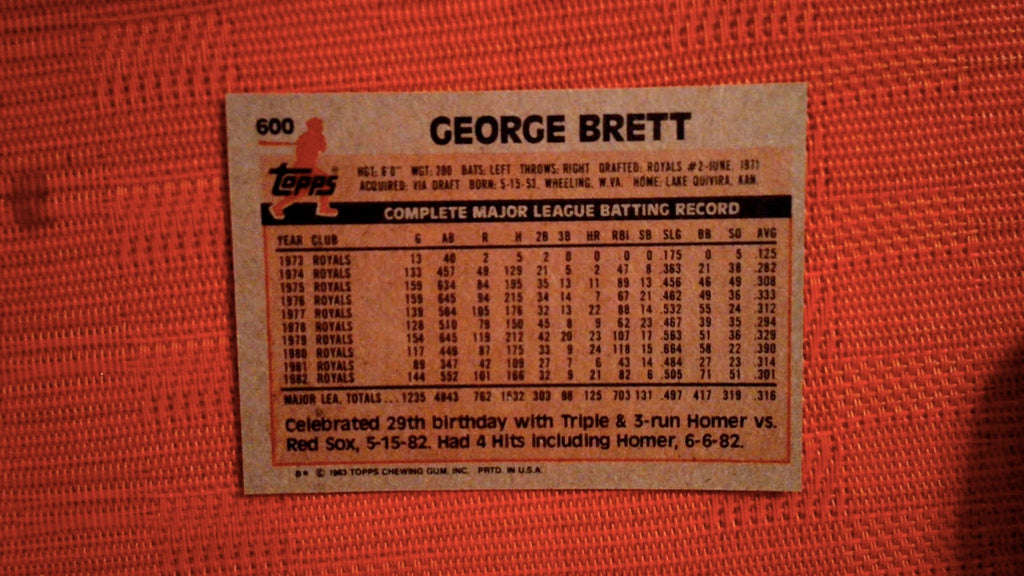 600
GEORGE BRETT
TOPPS
HGT: 6'0" WGT: 200 BATS: LEFT THROWS: RIGHT DRAFTED: ROYALS #2-JUNE, 1971
ACQUIRED: VIA DRAFT BORN: 5-15-53, WHEELING, W.VA. HOME: LAKE QUIVIRA, KAN.
COMPLETE MAJOR LEAGUE BATTING RECORD
YEAR CLUB G AB R H 2B 3B HR RBI SB SLG BB SO AVG
1973 ROYALS 13 40 2 5 2 0 0 0 0 .175 0 5 .125
1974 ROYALS 133 457 49 129 21 5 2 47 8 .363 21 38 .282
1975 ROYALS 159 634 84 195 35 13 11 89 13 .456 46 49 .308
1976 ROYALS 159 645 94 215 34 14 7 67 21 .462 49 36 .333
1977 ROYALS 139 564 105 176 32 13 22 88 14 .532 55 24 .312
1978 ROYALS 128 510 79 150 45 8 9 62 23 .467 39 35 .294
1979 ROYALS 154 645 119 212 42 20 23 107 17 .563 51 36 .329
1980 ROYALS 117 449 87 175 33 9 24 118 15 .664 58 22 .390
1981 ROYALS 89 347 42 109 27 7 6 43 14 .484 27 23 .314
1982 ROYALS 144 552 101 166 32 9 21 82 6 .505 71 51 .301
MAJOR LEA. TOTALS... 1235 4843 762 1532 303 98 125 703 131 .497 417 319 .316
Celebrated 29th birthday with Triple & 3-run Homer vs.
Red Sox, 5-15-82. Had 4 Hits including Homer, 6-6-82.
B* © 1983 TOPPS CHEWING GUM, INC. PRTD. IN U.S.A.